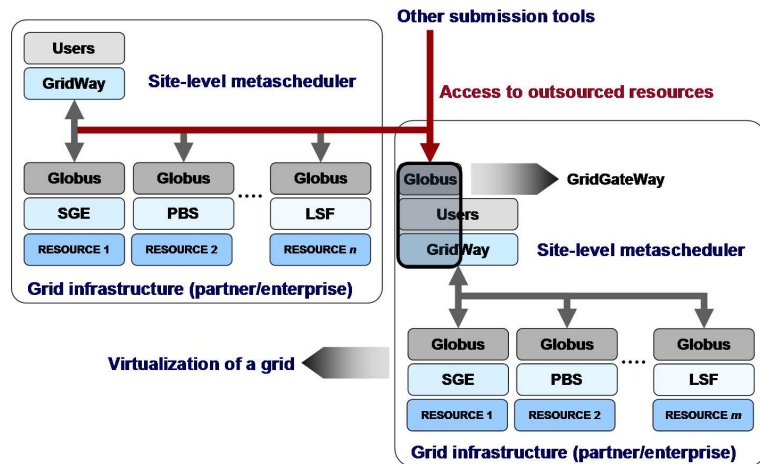 Other submission tools
Users
GridWay
Site-level metascheduler
Access to outsourced resources
Globus Globus Globus
....
SGE PBS LSF
RESOURCE 1 RESOURCE 2 RESOURCE n
Grid infrastructure (partner/enterprise)
Globus
GridGateWay
Users
GridWay
Site-level metascheduler
Virtualization of a grid
Globus Globus Globus
....
SGE PBS LSF
RESOURCE 1 RESOURCE 2 RESOURCE m
Grid infrastructure (partner/enterprise)